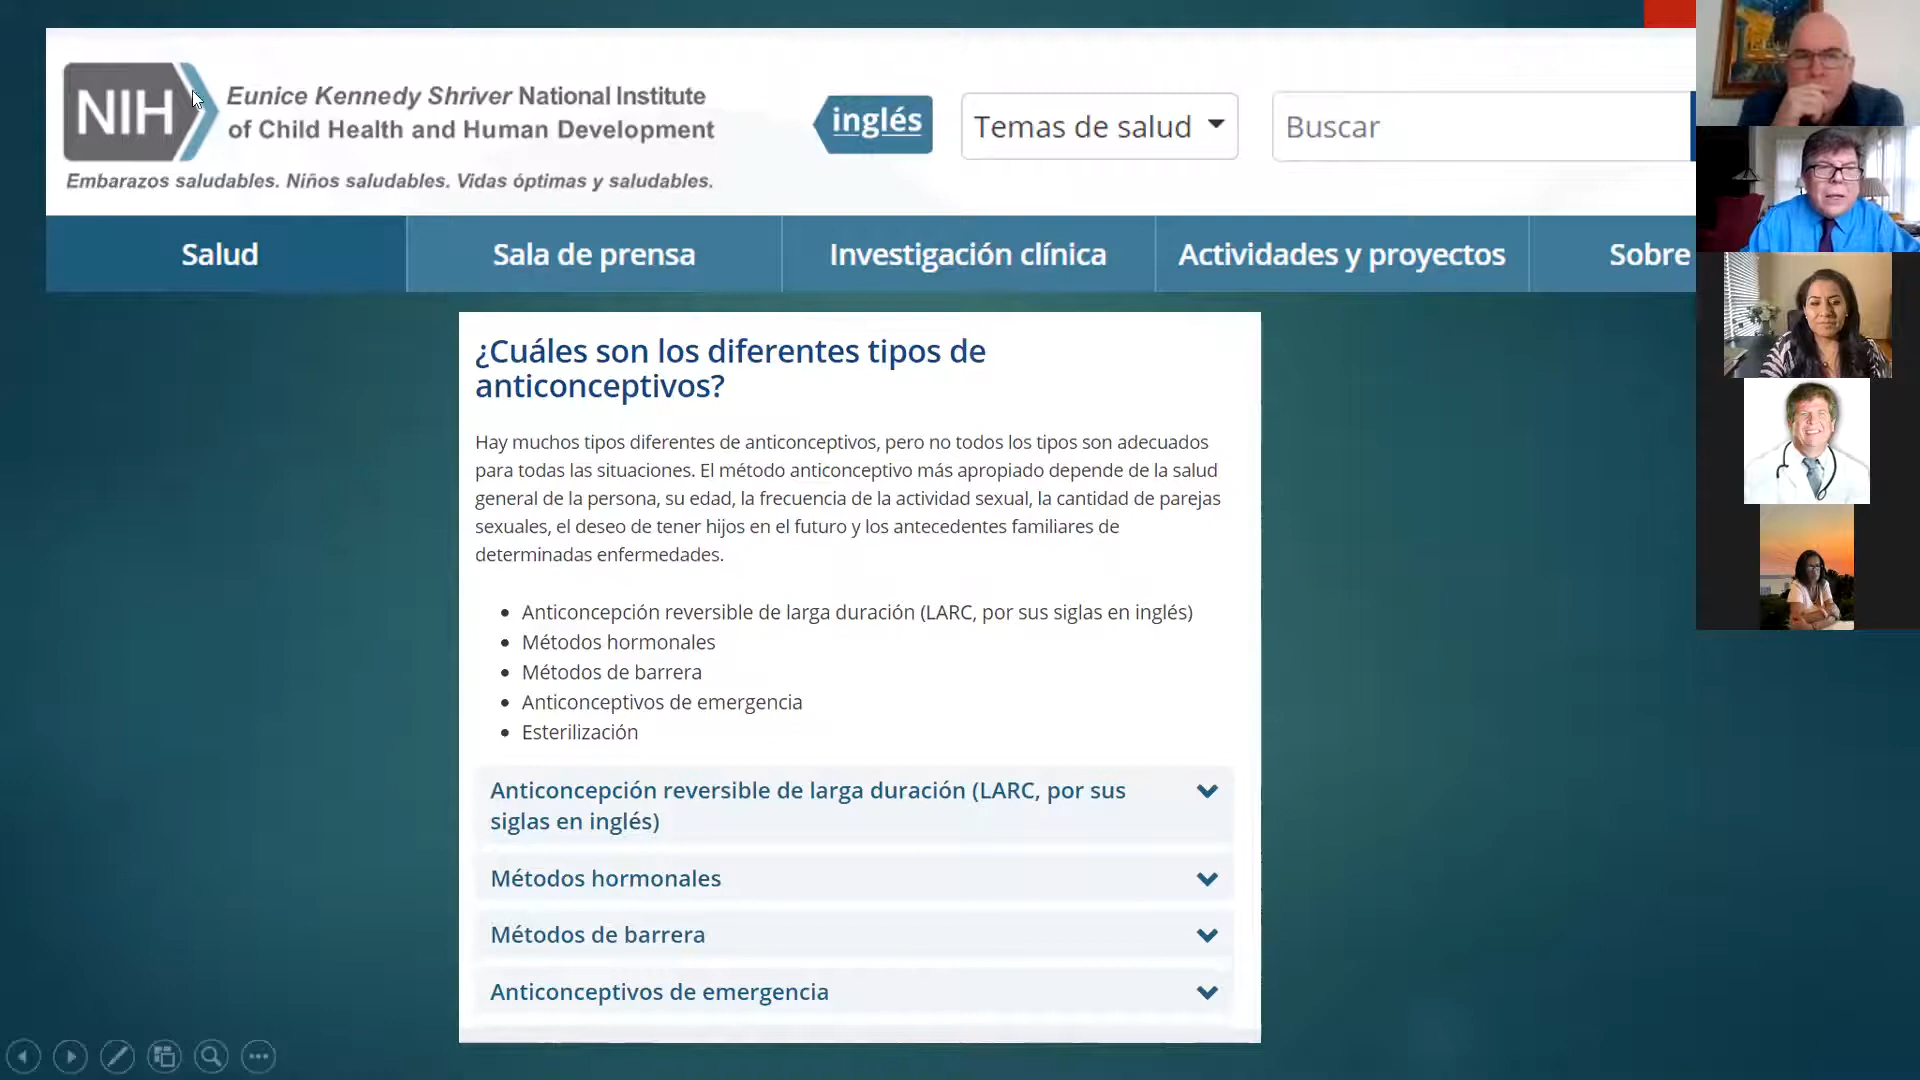 NIH
Eunice Kennedy Shriver National Institute
of Child Health and Human Development
Embarazos saludables. Niños saludables. Vidas óptimas y saludables.
inglés
Temas de salud
Buscar
Salud
Sala de prensa
Investigación clínica
Actividades y proyectos
Sobre
¿Cuáles son los diferentes tipos de
anticonceptivos?
Hay muchos tipos diferentes de anticonceptivos, pero no todos los tipos son adecuados
para todas las situaciones. El método anticonceptivo más apropiado depende de la salud
general de la persona, su edad, la frecuencia de la actividad sexual, la cantidad de parejas
sexuales, el deseo de tener hijos en el futuro y los antecedentes familiares de
determinadas enfermedades.
• Anticoncepción reversible de larga duración (LARC, por sus siglas en inglés)
• Métodos hormonales
• Métodos de barrera
• Anticonceptivos de emergencia
• Esterilización
Anticoncepción reversible de larga duración (LARC, por sus
siglas en inglés)
Métodos hormonales
Métodos de barrera
Anticonceptivos de emergencia